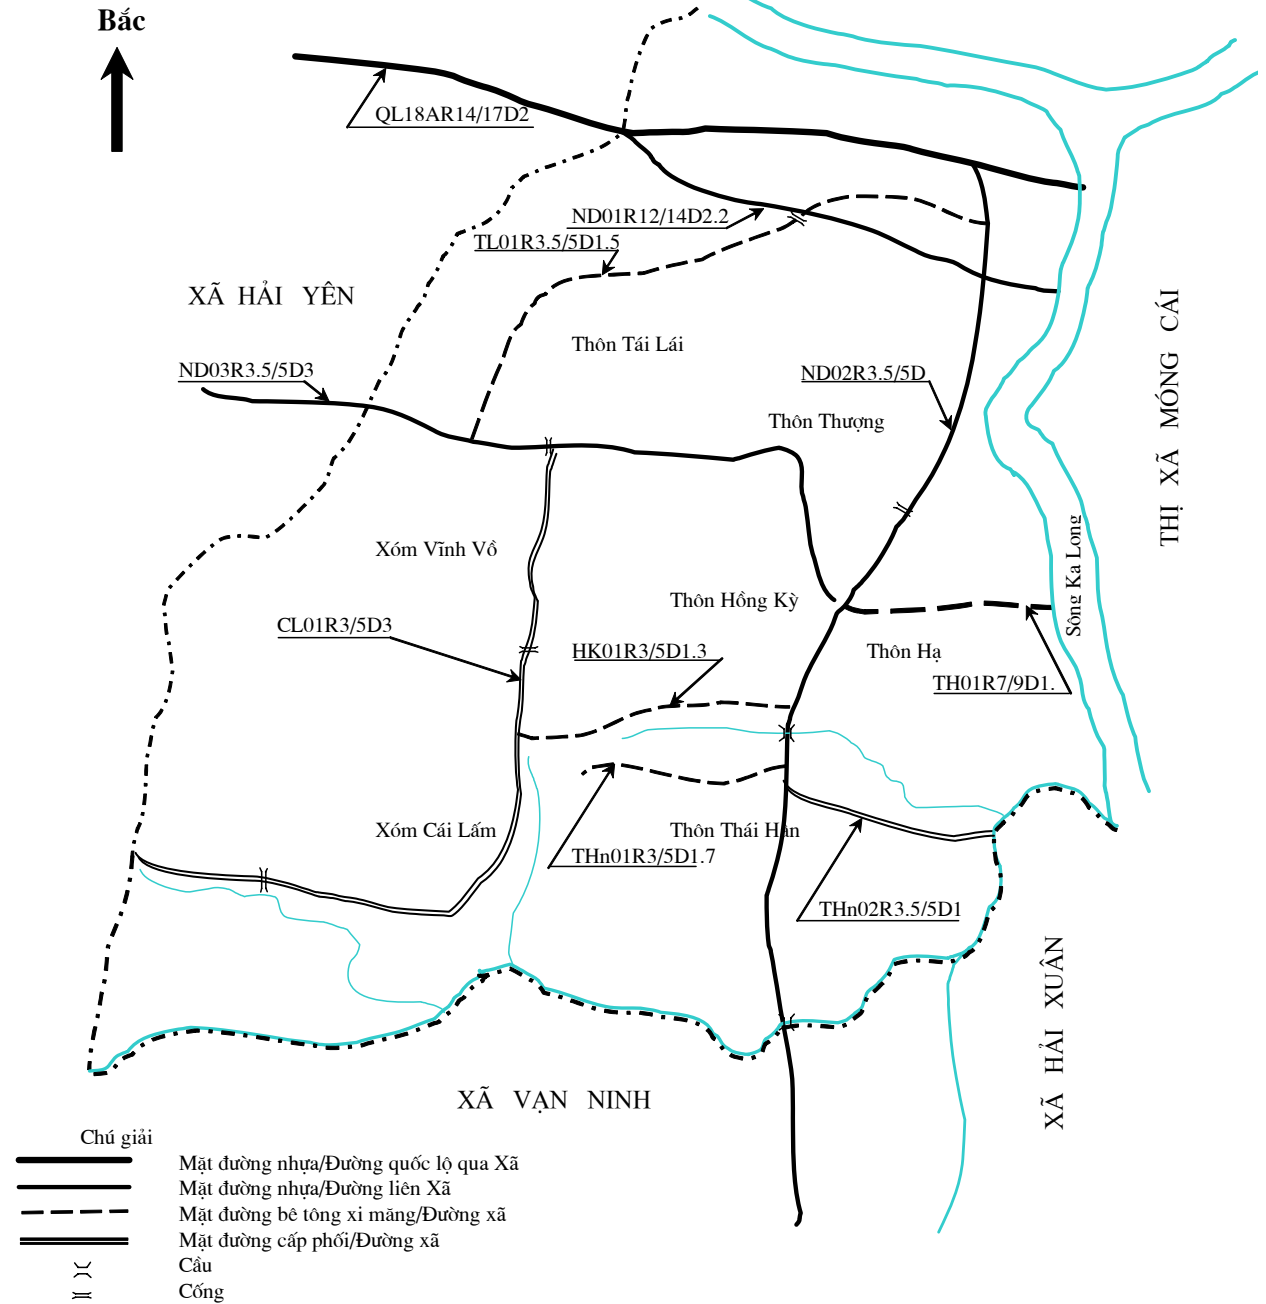 Bắc
QL18AR14/17D2
ND01R12/14D2.2
TL01R3.5/5D1.5
XÃ HẢI YÊN
THỊ XÃ MÓNG CÁI
Thôn Tái Lái
ND03R3.5/5D3
ND02R3.5/5D
Thôn Thượng
Xóm Vĩnh Vồ
Sông Ka Long
Thôn Hồng Kỳ
CL01R3/5D3
HK01R3/5D1.3
Thôn Hạ
TH01R7/9D1.
Xóm Cái Lấm
Thôn Thái Hàn
THn01R3/5D1.7
THn02R3.5/5D1
XÃ HẢI XUÂN
XÃ VẠN NINH
Chú giải
Mặt đường nhựa/Đường quốc lộ qua Xã
Mặt đường nhựa/Đường liên Xã
Mặt đường bê tông xi măng/Đường xã
Mặt đường cấp phối/Đường xã
Cầu
Cống